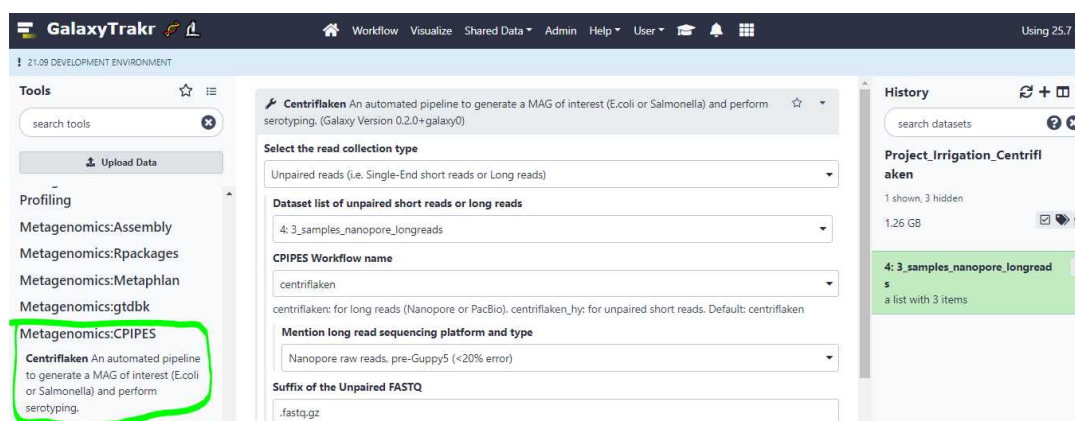 GalaxyTrakr
Workflow Visualize Shared Data Admin Help User
Using 25.7
! 21.09 DEVELOPMENT ENVIRONMENT
Tools
search tools
Upload Data
Profiling
Metagenomics:Assembly
Metagenomics:Rpackages
Metagenomics:Metaphlan
Metagenomics:gtdbk
Metagenomics:CPIPES
Centriflaken An automated pipeline
to generate a MAG of interest (E.coli
or Salmonella) and perform
serotyping.
Centriflaken An automated pipeline to generate a MAG of interest (E.coli or Salmonella) and perform
serotyping. (Galaxy Version 0.2.0+galaxy0)
Select the read collection type
Unpaired reads (i.e. Single-End short reads or Long reads)
Dataset list of unpaired short reads or long reads
4: 3_samples_nanopore_longreads
CPIPES Workflow name
centriflaken
centriflaken: for long reads (Nanopore or PacBio). centriflaken_hy: for unpaired short reads. Default: centriflaken
Mention long read sequencing platform and type
Nanopore raw reads, pre-Guppy5 (<20% error)
Suffix of the Unpaired FASTQ
.fastq.gz
History
search datasets
Project_Irrigation_Centrifl
aken
1 shown, 3 hidden
1.26 GB
4: 3_samples_nanopore_longread
s
a list with 3 items